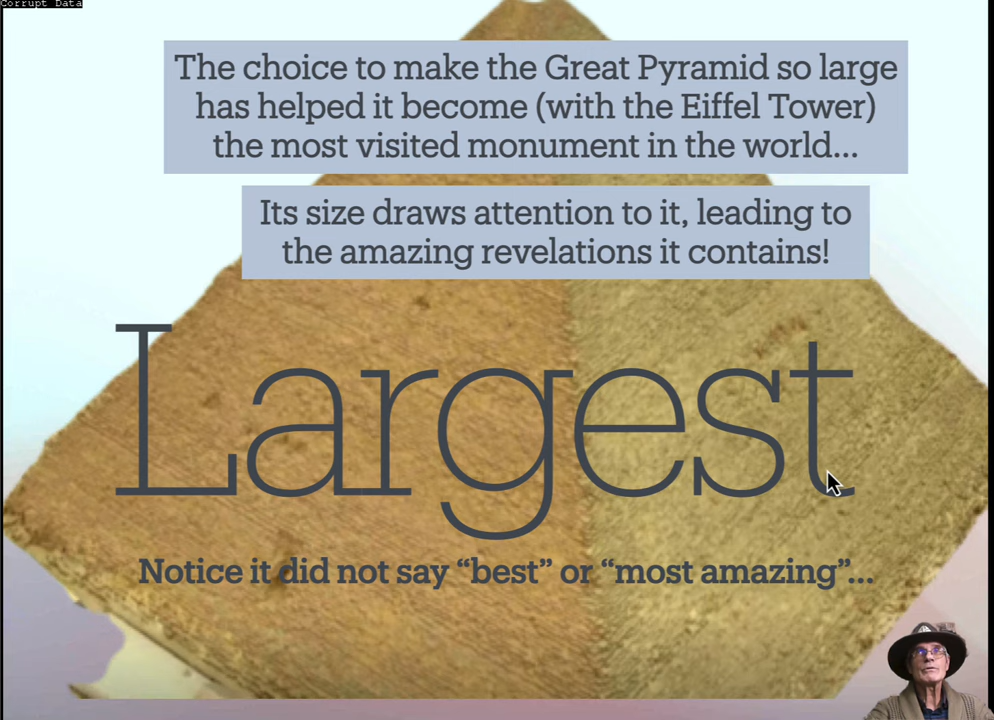 Corrupt Data
The choice to make the Great Pyramid so large
has helped it become (with the Eiffel Tower)
the most visited monument in the world...
Its size draws attention to it, leading to
the amazing revelations it contains!
Largest
Notice it did not say “best” or “most amazing”...